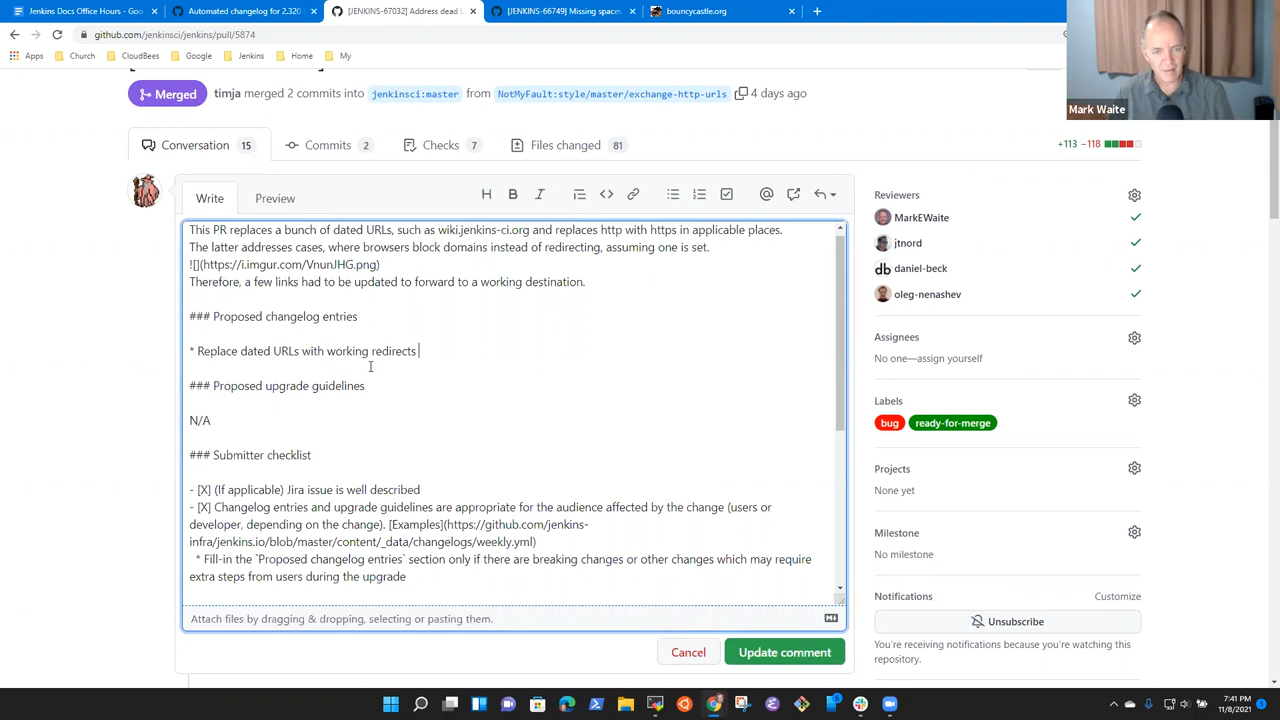 Jenkins Docs Office Hours - Goo
Automated changelog for 2.320
[JENKINS-67032] Address dead L
[JENKINS-66749] Missing spaces
bouncycastle.org
github.com/jenkinsci/jenkins/pull/5874
Apps
Church
CloudBees
Google
Jenkins
Home
My
Mark Waite
Merged
timja merged 2 commits into jenkinsci:master from NotMyFault:style/master/exchange-http-urls 4 days ago
Conversation 15
Commits 2
Checks 7
Files changed 81
+113 −118
Write
Preview
This PR replaces a bunch of dated URLs, such as wiki.jenkins-ci.org and replaces http with https in applicable places.
The latter addresses cases, where browsers block domains instead of redirecting, assuming one is set.
![](https://i.imgur.com/VnunJHG.png)
Therefore, a few links had to be updated to forward to a working destination.
### Proposed changelog entries
* Replace dated URLs with working redirects
### Proposed upgrade guidelines
N/A
### Submitter checklist
- [X] (If applicable) Jira issue is well described
- [X] Changelog entries and upgrade guidelines are appropriate for the audience affected by the change (users or
developer, depending on the change). [Examples](https://github.com/jenkins-
infra/jenkins.io/blob/master/content/_data/changelogs/weekly.yml)
* Fill-in the `Proposed changelog entries` section only if there are breaking changes or other changes which may require
extra steps from users during the upgrade
Attach files by dragging & dropping, selecting or pasting them.
Cancel
Update comment
Reviewers
MarkEWaite
jtnord
daniel-beck
oleg-nenashev
Assignees
No one—assign yourself
Labels
bug
ready-for-merge
Projects
None yet
Milestone
No milestone
Notifications
Customize
Unsubscribe
You're receiving notifications because you're watching this
repository.
7:41 PM
11/8/2021